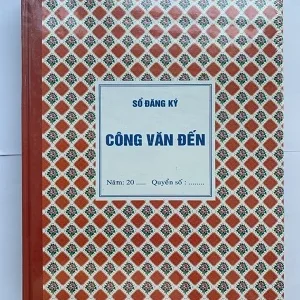 SỔ ĐĂNG KÝ
CÔNG VĂN ĐẾN
Năm: 20 ..... Quyển số : ........